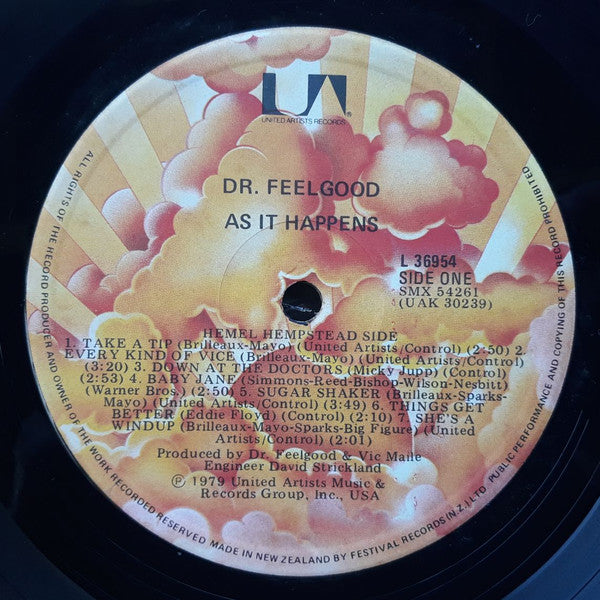 UA®
UNITED ARTISTS RECORDS
DR. FEELGOOD
AS IT HAPPENS
L 36954
SIDE ONE
SMX 54261
(UAK 30239)
HEMEL HEMPSTEAD SIDE
1. TAKE A TIP (Brilleaux-Mayo) (United Artists/Control) (2:50) 2.
EVERY KIND OF VICE (Brilleaux-Mayo) (United Artists/Control)
(3:20) 3. DOWN AT THE DOCTORS (Micky Jupp) (Control)
(2:53) 4. BABY JANE (Simmons-Reed-Bishop-Wilson-Nesbitt)
(Warner Bros.) (2:50) 5. SUGAR SHAKER (Brilleaux-Sparks-
Mayo) (United Artists/Control) (3:49) 6. THINGS GET
BETTER (Eddie Floyd) (Control) (2:10) 7. SHE'S A
WINDUP (Brilleaux-Mayo-Sparks-Big Figure) (United
Artists/Control) (2:01)
Produced by Dr. Feelgood & Vic Maile
Engineer David Strickland
Ⓟ 1979 United Artists Music &
Records Group, Inc., USA
ALL RIGHTS OF THE RECORD PRODUCER AND OWNER OF THE WORK RECORDED RESERVED MADE IN NEW ZEALAND BY FESTIVAL RECORDS (N.Z.) LTD. PUBLIC PERFORMANCE AND COPYING OF THIS RECORD PROHIBITED